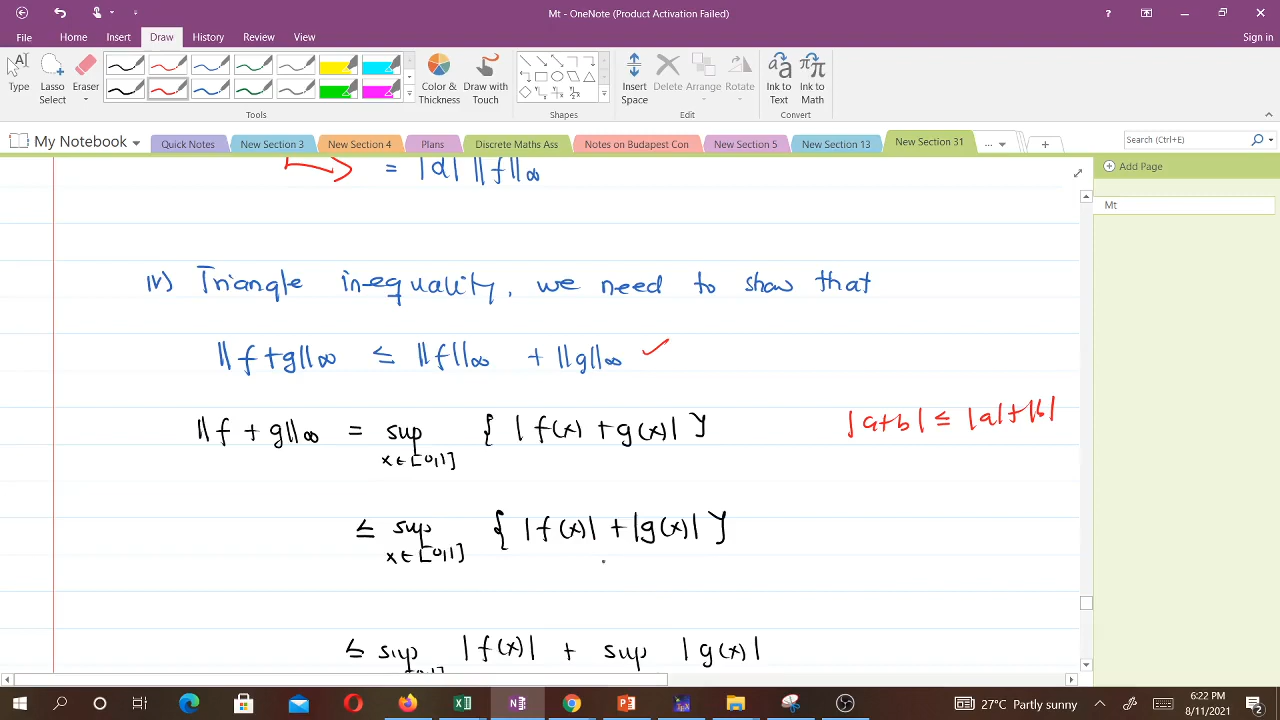 Mt - OneNote (Product Activation Failed)
File Home Insert Draw History Review View Sign in
Type Lasso Select Eraser Color & Thickness Draw with Touch Insert Space Delete Arrange Rotate Ink to Text Ink to Math
Tools Shapes Edit Convert
My Notebook Quick Notes New Section 3 New Section 4 Plans Discrete Maths Ass Notes on Budapest Con New Section 5 New Section 13 New Section 31 ... Search (Ctrl+E)
Add Page
Mt
= |α| ||f||∞
iv) Triangle inequality, we need to show that
||f+g||∞ ≤ ||f||∞ + ||g||∞ ✓
||f + g||∞ = sup { |f(x) + g(x)| }
x ∈ [0,1]
|a+b| ≤ |a|+|b|
≤ sup { |f(x)| + |g(x)| }
x ∈ [0,1]
≤ sup |f(x)| + sup |g(x)|
27°C Partly sunny 6:22 PM
8/11/2021